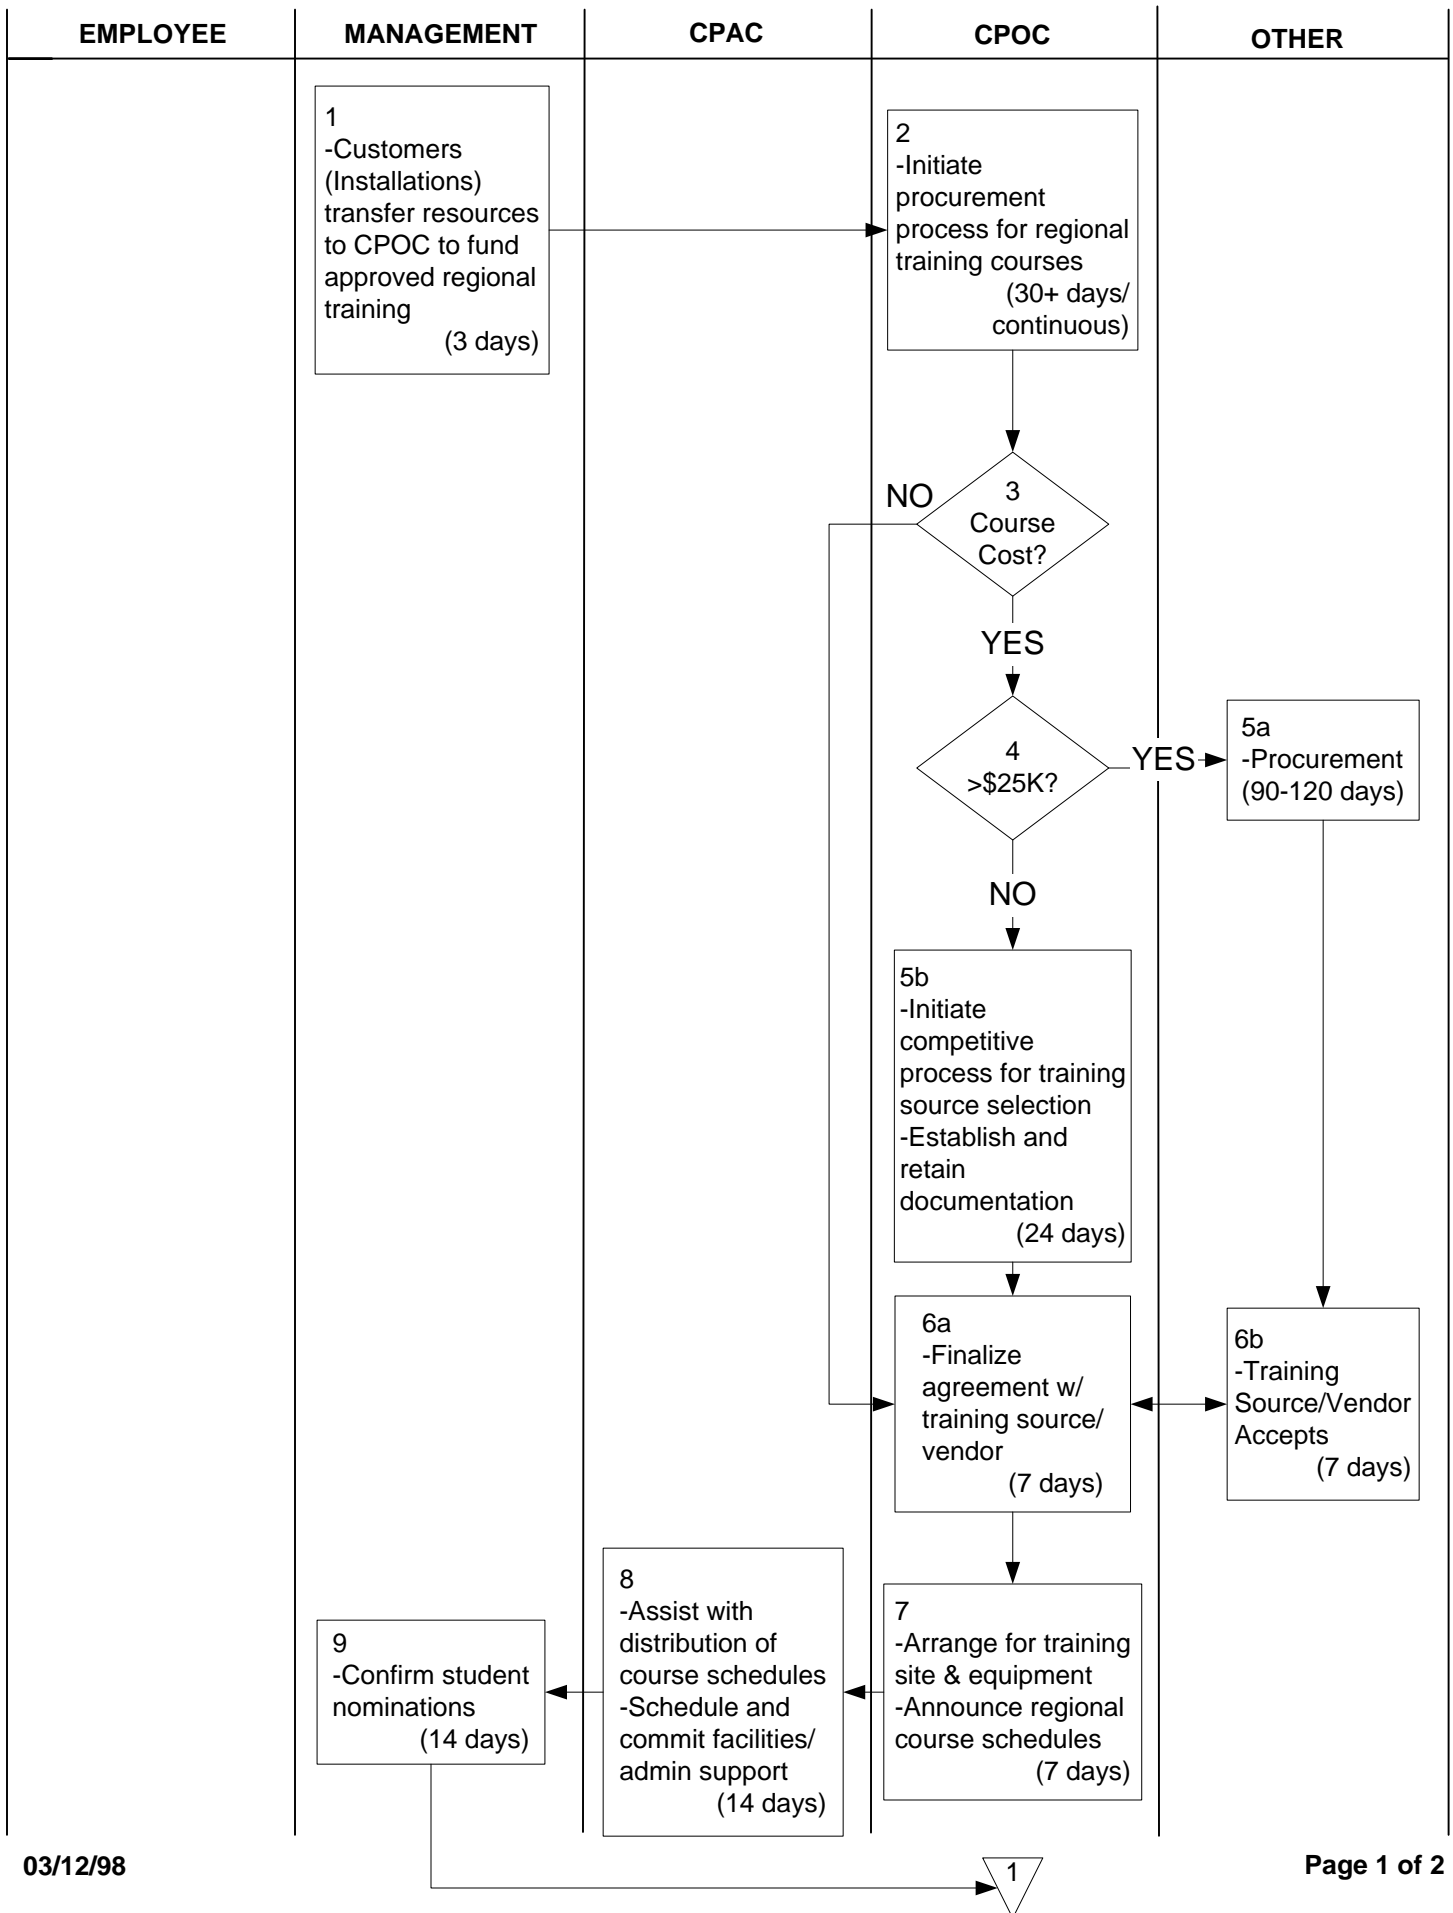 EMPLOYEE
MANAGEMENT
CPAC
CPOC
OTHER
1
-Customers
(Installations)
transfer resources
to CPOC to fund
approved regional
training
(3 days)
2
-Initiate
procurement
process for regional
training courses
(30+ days/
continuous)
3
Course
Cost?
NO
YES
4
>$25K?
YES
NO
5a
-Procurement
(90-120 days)
5b
-Initiate
competitive
process for training
source selection
-Establish and
retain
documentation
(24 days)
6a
-Finalize
agreement w/
training source/
vendor
(7 days)
6b
-Training
Source/Vendor
Accepts
(7 days)
7
-Arrange for training
site & equipment
-Announce regional
course schedules
(7 days)
8
-Assist with
distribution of
course schedules
-Schedule and
commit facilities/
admin support
(14 days)
9
-Confirm student
nominations
(14 days)
1
03/12/98
Page 1 of 2